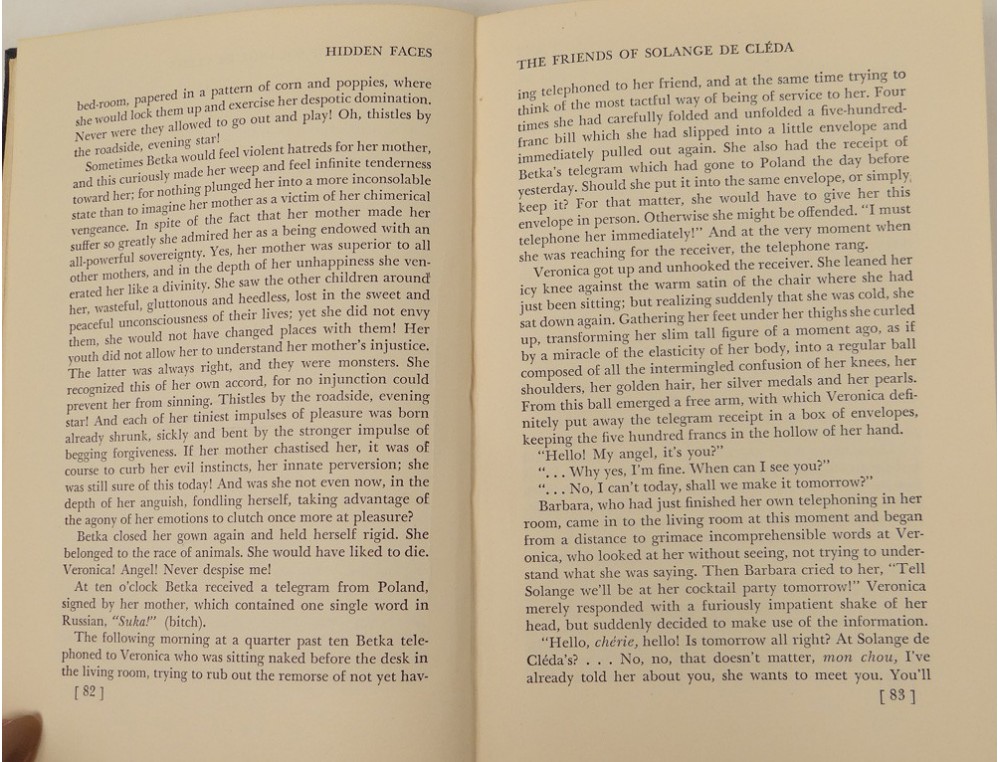 HIDDEN FACES
bed-room, papered in a pattern of corn and poppies, where
she would lock them up and exercise her despotic domination.
Never were they allowed to go out and play! Oh, thistles by
the roadside, evening star!
Sometimes Betka would feel violent hatreds for her mother,
and this curiously made her weep and feel infinite tenderness
toward her; for nothing plunged her into a more inconsolable
state than to imagine her mother as a victim of her chimerical
vengeance. In spite of the fact that her mother made her
suffer so greatly she admired her as a being endowed with an
all-powerful sovereignty. Yes, her mother was superior to all
other mothers, and in the depth of her unhappiness she ven-
erated her like a divinity. She saw the other children around
her, wasteful, gluttonous and heedless, lost in the sweet and
peaceful unconsciousness of their lives; yet she did not envy
them, she would not have changed places with them! Her
youth did not allow her to understand her mother's injustice.
The latter was always right, and they were monsters. She
recognized this of her own accord, for no injunction could
prevent her from sinning. Thistles by the roadside, evening
star! And each of her tiniest impulses of pleasure was born
already shrunk, sickly and bent by the stronger impulse of
begging forgiveness. If her mother chastised her, it was of
course to curb her evil instincts, her innate perversion; she
was still sure of this today! And was she not even now, in the
depth of her anguish, fondling herself, taking advantage of
the agony of her emotions to clutch once more at pleasure?
Betka closed her gown again and held herself rigid. She
belonged to the race of animals. She would have liked to die.
Veronica! Angel! Never despise me!
At ten o'clock Betka received a telegram from Poland,
signed by her mother, which contained one single word in
Russian, "Suka!" (bitch).
The following morning at a quarter past ten Betka tele-
phoned to Veronica who was sitting naked before the desk in
the living room, trying to rub out the remorse of not yet hav-
[ 82 ]
THE FRIENDS OF SOLANGE DE CLÉDA
ing telephoned to her friend, and at the same time trying to
think of the most tactful way of being of service to her. Four
times she had carefully folded and unfolded a five-hundred-
franc bill which she had slipped into a little envelope and
immediately pulled out again. She also had the receipt of
Betka's telegram which had gone to Poland the day before
yesterday. Should she put it into the same envelope, or simply
keep it? For that matter, she would have to give her this
envelope in person. Otherwise she might be offended. "I must
telephone her immediately!" And at the very moment when
she was reaching for the receiver, the telephone rang.
Veronica got up and unhooked the receiver. She leaned her
icy knee against the warm satin of the chair where she had
just been sitting; but realizing suddenly that she was cold, she
sat down again. Gathering her feet under her thighs she curled
up, transforming her slim tall figure of a moment ago, as if
by a miracle of the elasticity of her body, into a regular ball
composed of all the intermingled confusion of her knees, her
shoulders, her golden hair, her silver medals and her pearls.
From this ball emerged a free arm, with which Veronica defi-
nitely put away the telegram receipt in a box of envelopes,
keeping the five hundred francs in the hollow of her hand.
"Hello! My angel, it's you?"
". . . Why yes, I'm fine. When can I see you?"
". . . No, I can't today, shall we make it tomorrow?"
Barbara, who had just finished her own telephoning in her
room, came in to the living room at this moment and began
from a distance to grimace incomprehensible words at Ver-
onica, who looked at her without seeing, not trying to under-
stand what she was saying. Then Barbara cried to her, "Tell
Solange we'll be at her cocktail party tomorrow!" Veronica
merely responded with a furiously impatient shake of her
head, but suddenly decided to make use of the information.
"Hello, chérie, hello! Is tomorrow all right? At Solange de
Cléda's? . . . No, no, that doesn't matter, mon chou, I've
already told her about you, she wants to meet you. You'll
[ 83 ]